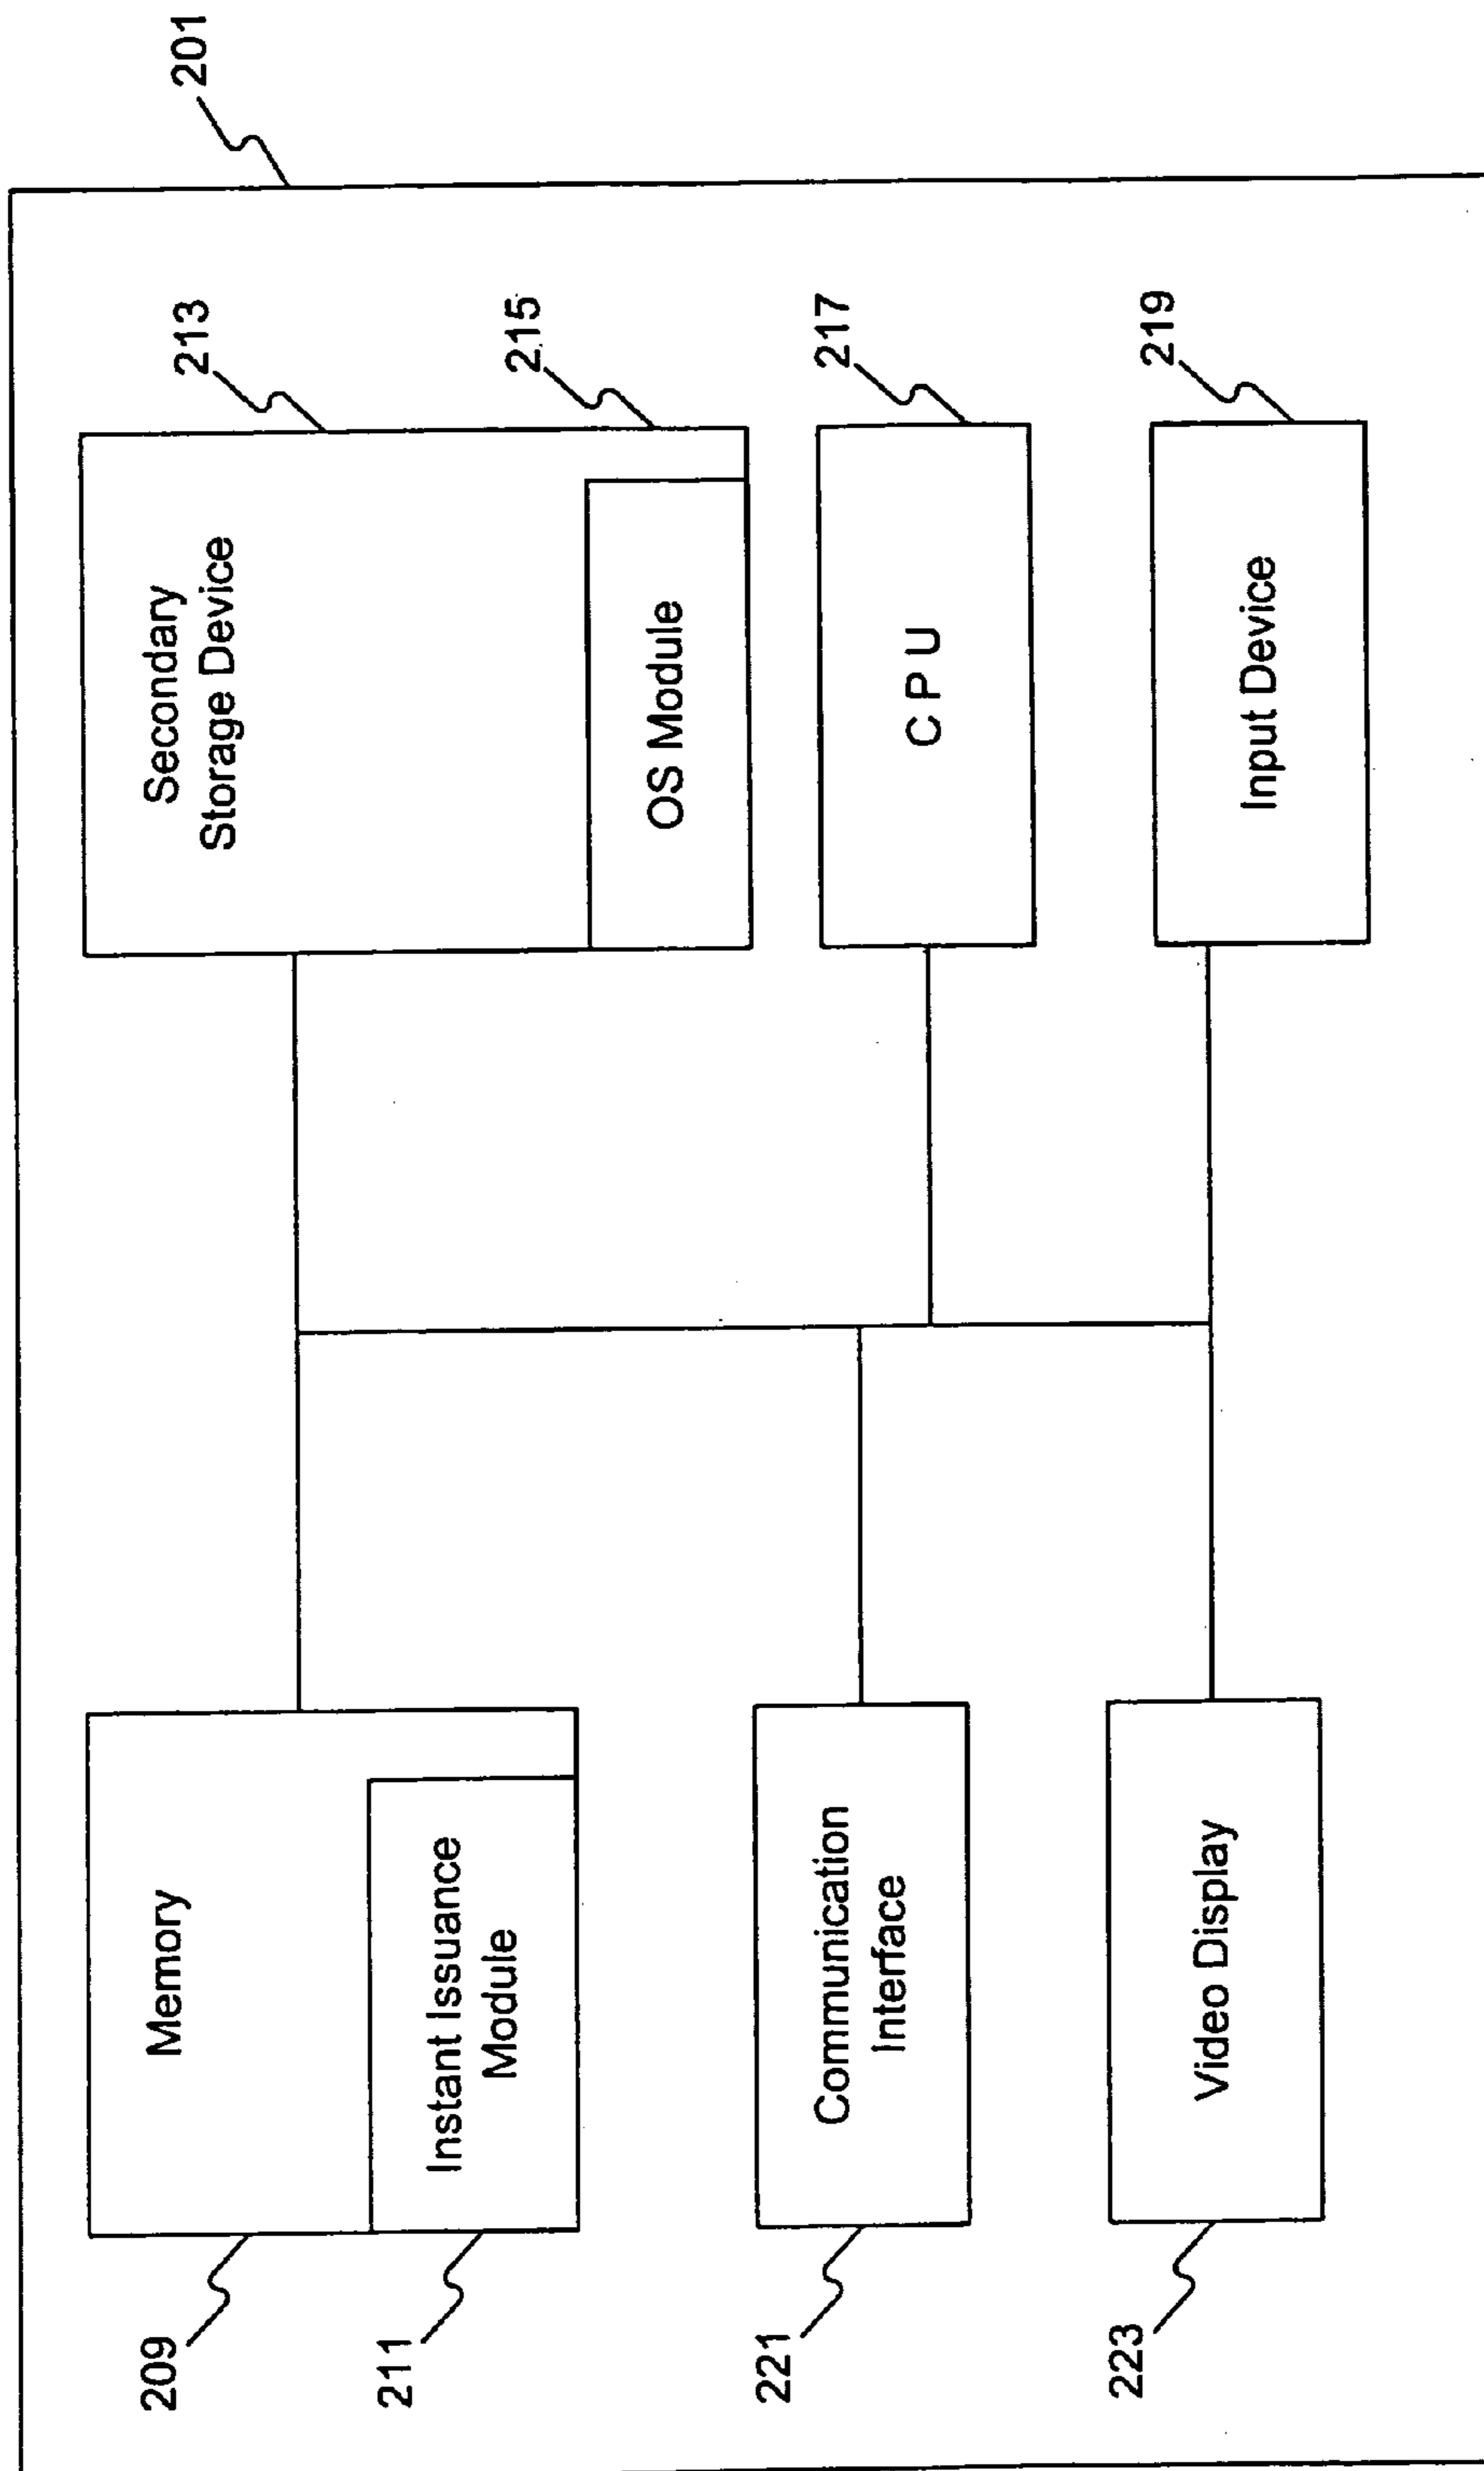 201
209
Memory
211
Instant Issuance
Module
213
Secondary
Storage Device
215
OS Module
221
Communication
Interface
217
C P U
223
Video Display
219
Input Device